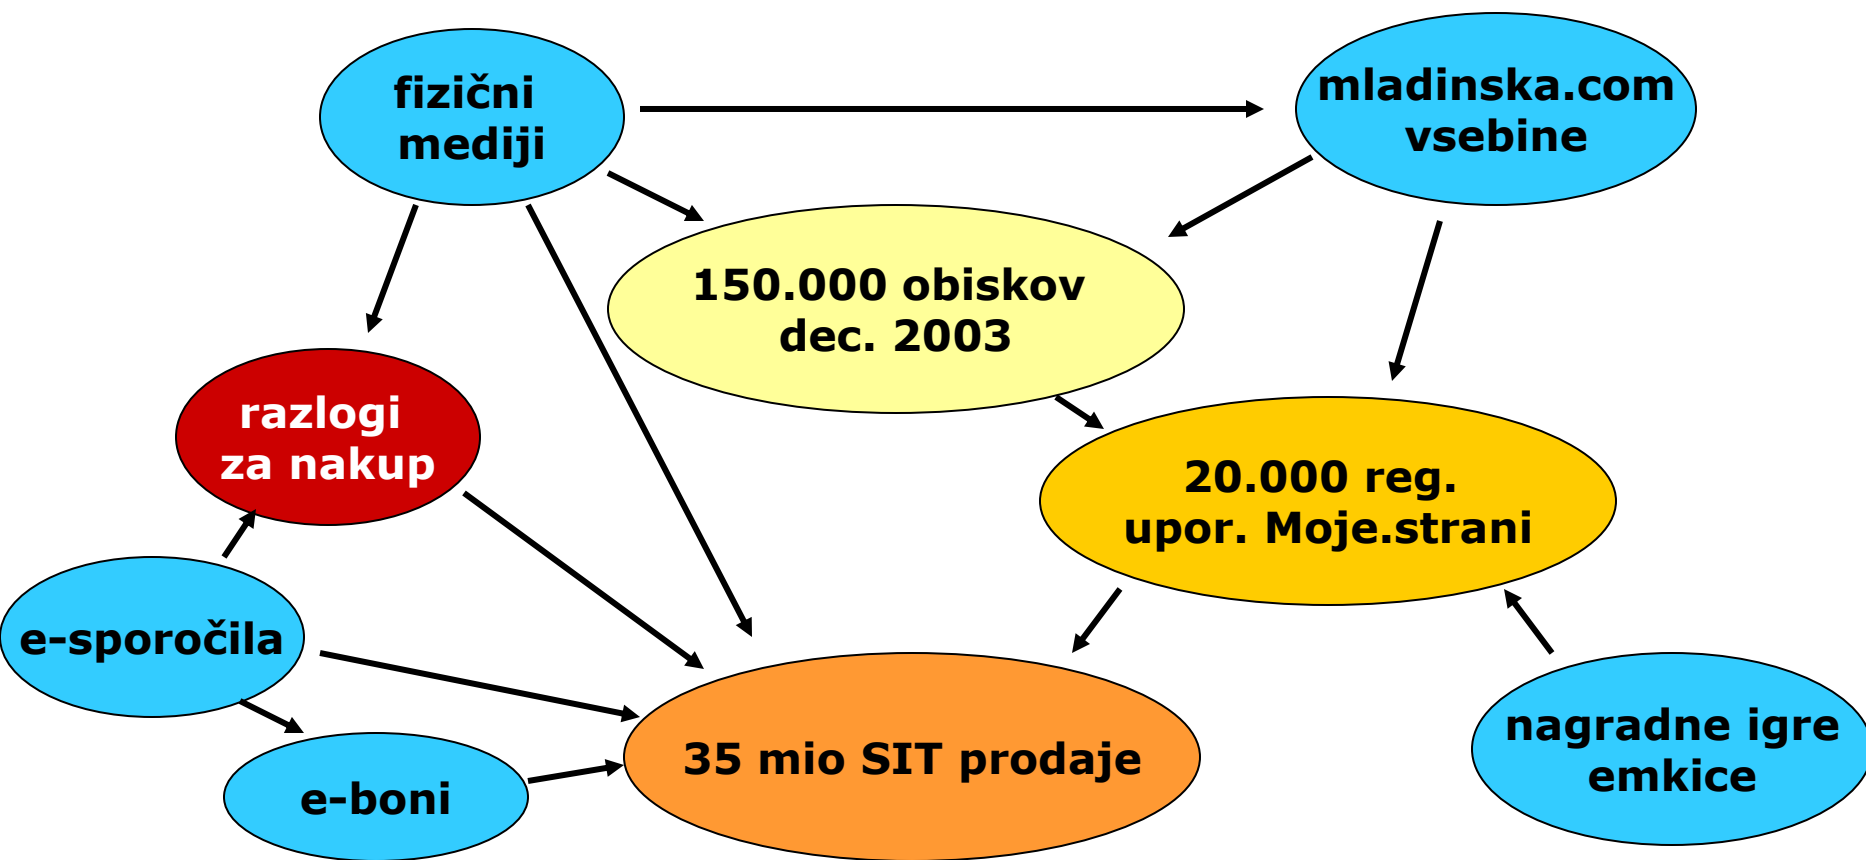 fizični
mediji
mladinska.com
vsebine
150.000 obiskov
dec. 2003
razlogi
za nakup
20.000 reg.
upor. Moje.strani
e-sporočila
35 mio SIT prodaje
nagradne igre
emkice
e-boni